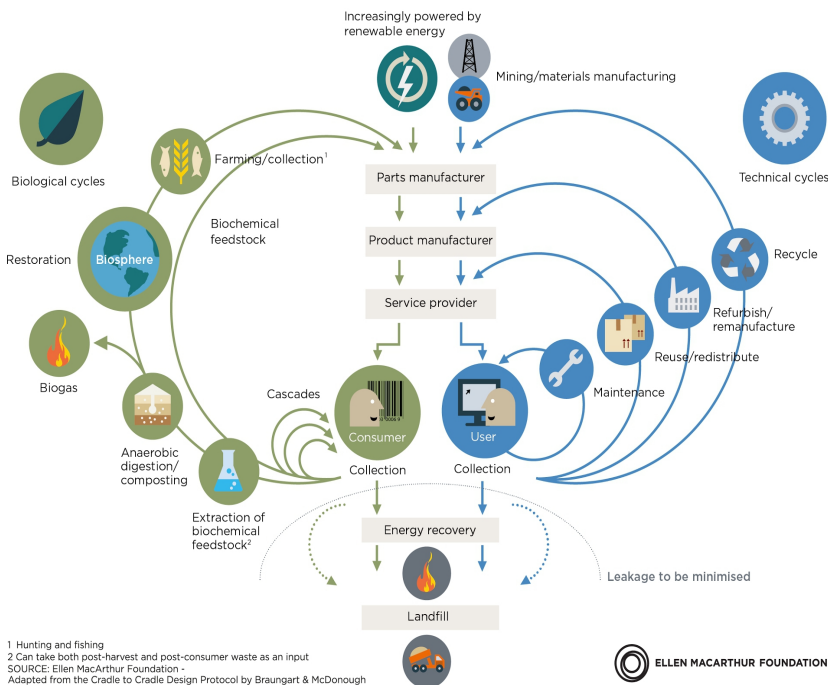 Increasingly powered by
renewable energy
Mining/materials manufacturing
Biological cycles
Technical cycles
Farming/collection¹
Parts manufacturer
Biochemical
feedstock
Product manufacturer
Restoration
Biosphere
Recycle
Service provider
Refurbish/
remanufacture
Reuse/redistribute
Biogas
Maintenance
Cascades
Consumer
User
Anaerobic
digestion/
composting
Collection
Collection
Extraction of
biochemical
feedstock²
Energy recovery
Leakage to be minimised
Landfill
1 Hunting and fishing
2 Can take both post-harvest and post-consumer waste as an input
SOURCE: Ellen MacArthur Foundation -
Adapted from the Cradle to Cradle Design Protocol by Braungart & McDonough
ELLEN MACARTHUR FOUNDATION